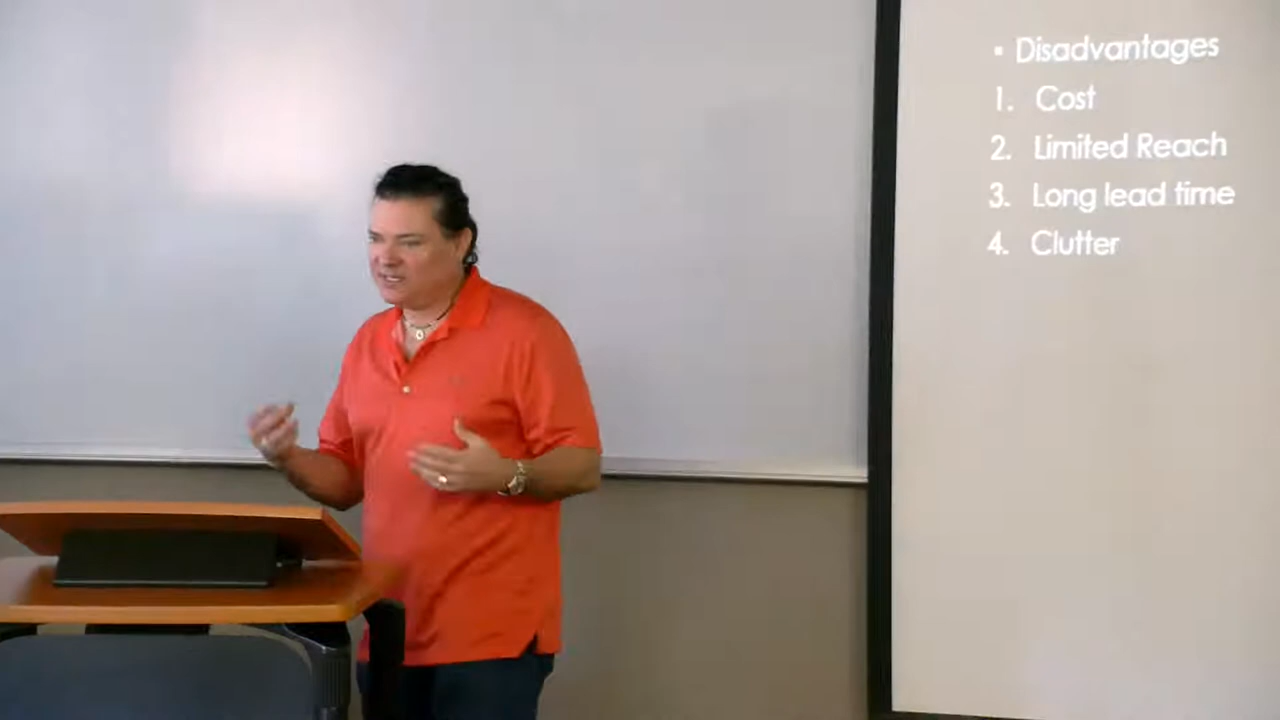 ▪ Disadvantages
1. Cost
2. Limited Reach
3. Long lead time
4. Clutter